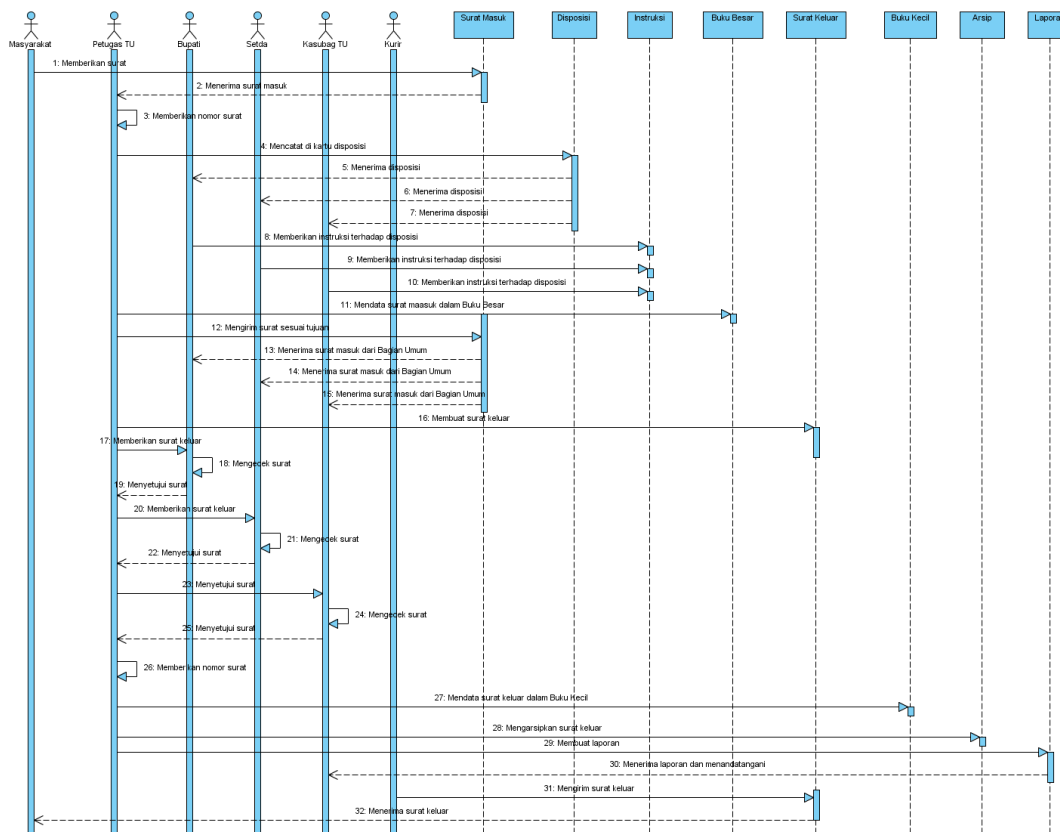 Surat Masuk
Disposisi
Instruksi
Buku Besar
Surat Keluar
Buku Kecil
Arsip
Lapora
Masyarakat
Petugas TU
Bupati
Setda
Kasubag TU
Kurir
1: Memberikan surat
2: Menerima surat masuk
3: Memberikan nomor surat
4: Mencatat di kartu disposisi
5: Menerima disposisi
6: Menerima disposisi
7: Menerima disposisi
8: Memberikan instruksi terhadap disposisi
9: Memberikan instruksi terhadap disposisi
10: Memberikan instruksi terhadap disposisi
11: Mendata surat maasuk dalam Buku Besar
12: Mengirim surat sesuai tujuan
13: Menerima surat masuk dari Bagian Umum
14: Menerima surat masuk dari Bagian Umum
15: Menerima surat masuk dari Bagian Umum
16: Membuat surat keluar
17: Memberikan surat keluar
18: Mengecek surat
19: Menyetujui surat
20: Memberikan surat keluar
21: Mengecek surat
22: Menyetujui surat
23: Menyetujui surat
24: Mengecek surat
25: Menyetujui surat
26: Memberikan nomor surat
27: Mendata surat keluar dalam Buku Kecil
28: Mengarsipkan surat keluar
29: Membuat laporan
30: Menerima laporan dan menandatangani
31: Mengirim surat keluar
32: Menerima surat keluar